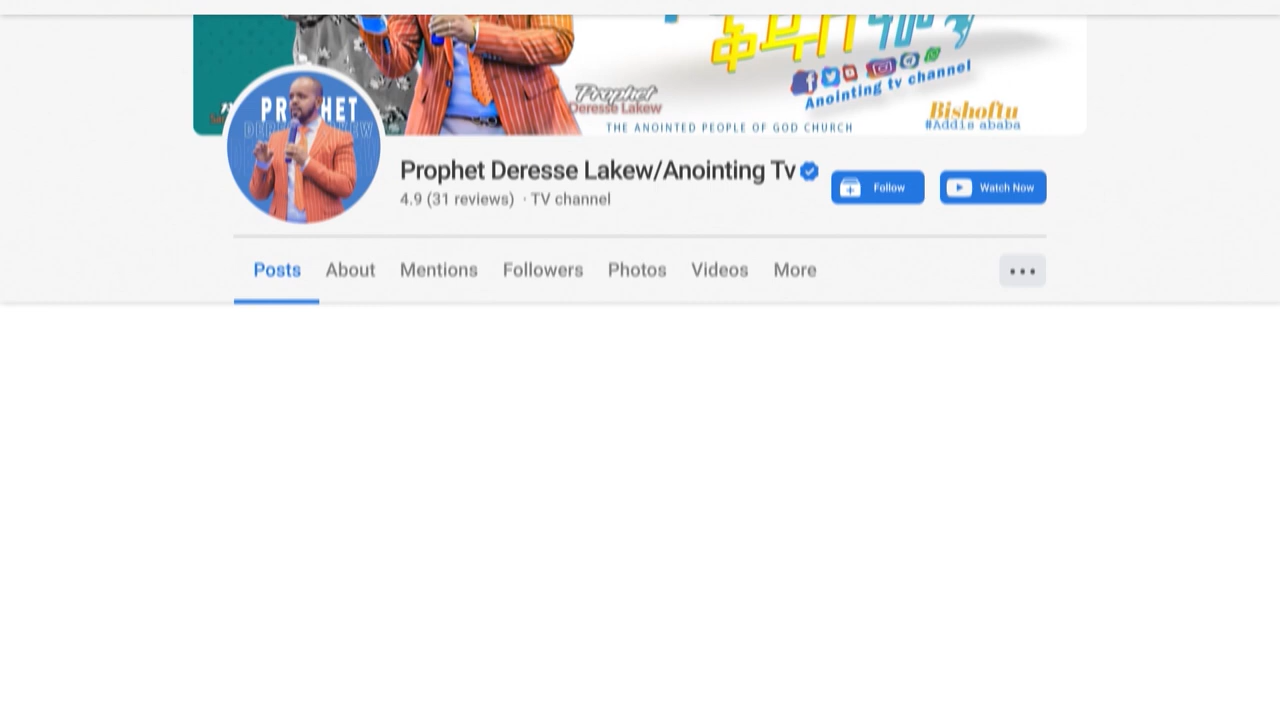 Prophet
Deresse Lakew
Anointing tv channel
Bishoftu
#Addis ababa
THE ANOINTED PEOPLE OF GOD CHURCH
PROPHET
Prophet Deresse Lakew/Anointing Tv
4.9 (31 reviews) · TV channel
Follow
Watch Now
Posts About Mentions Followers Photos Videos More